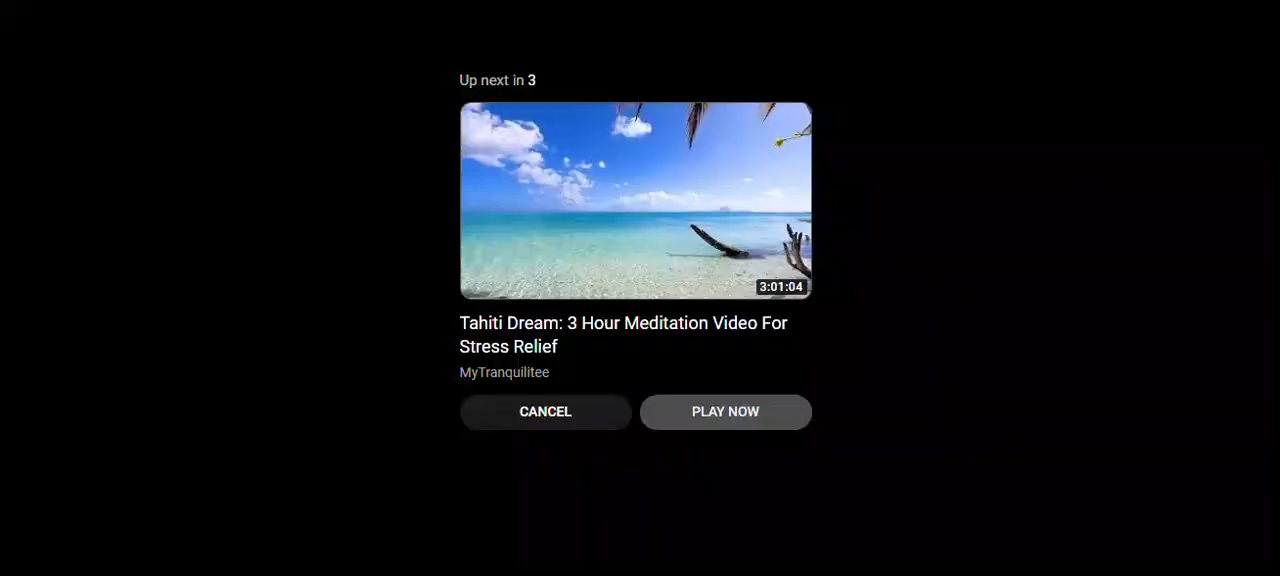 Up next in 3
3:01:04
Tahiti Dream: 3 Hour Meditation Video For
Stress Relief
MyTranquilitee
CANCEL
PLAY NOW